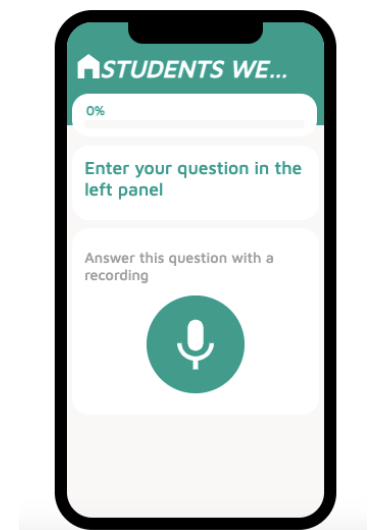 STUDENTS WE...
0%
Enter your question in the
left panel
Answer this question with a
recording